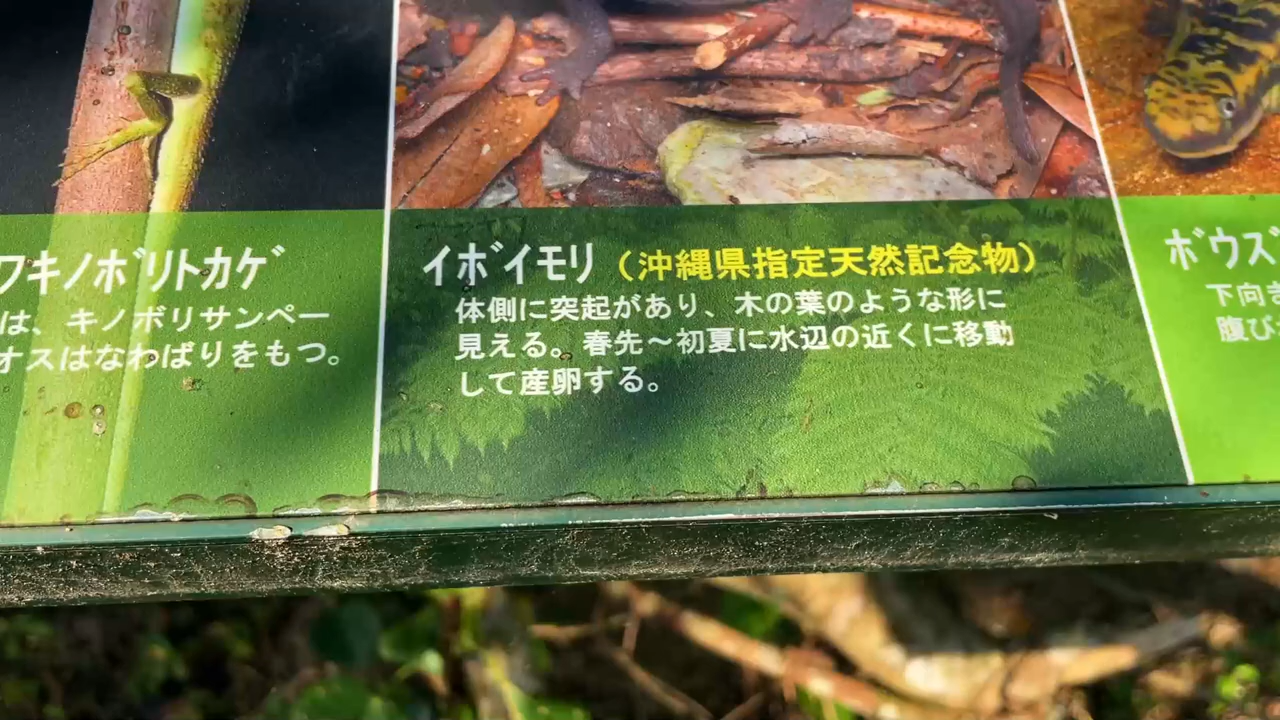 ワキノボリトカゲ
は、キノボリサンペー
オスはなわばりをもつ。
イボイモリ（沖縄県指定天然記念物）
体側に突起があり、木の葉のような形に
見える。春先～初夏に水辺の近くに移動
して産卵する。
ボウズ
下向き
腹び